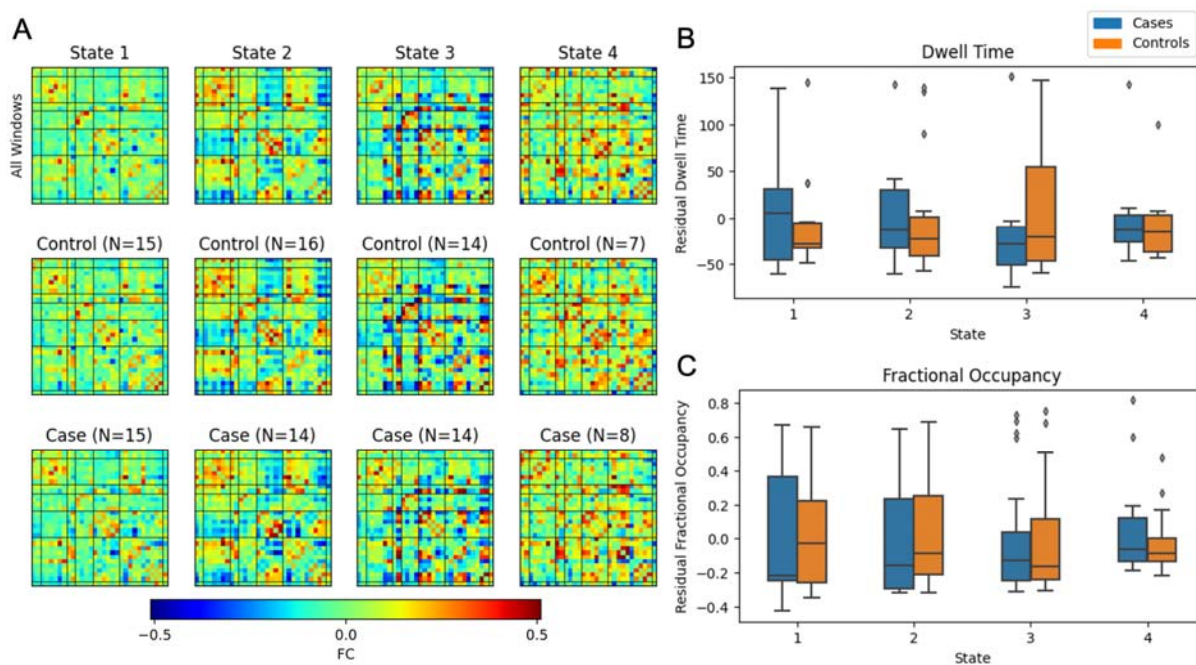 A
State 1
State 2
State 3
State 4
All Windows
Control (N=15)
Control (N=16)
Control (N=14)
Control (N=7)
Case (N=15)
Case (N=14)
Case (N=14)
Case (N=8)
−0.5
0.0
0.5
FC
Cases
Controls
B
Dwell Time
Residual Dwell Time
150
100
50
0
−50
1
2
3
4
State
C
Fractional Occupancy
Residual Fractional Occupancy
0.8
0.6
0.4
0.2
0.0
−0.2
−0.4
1
2
3
4
State